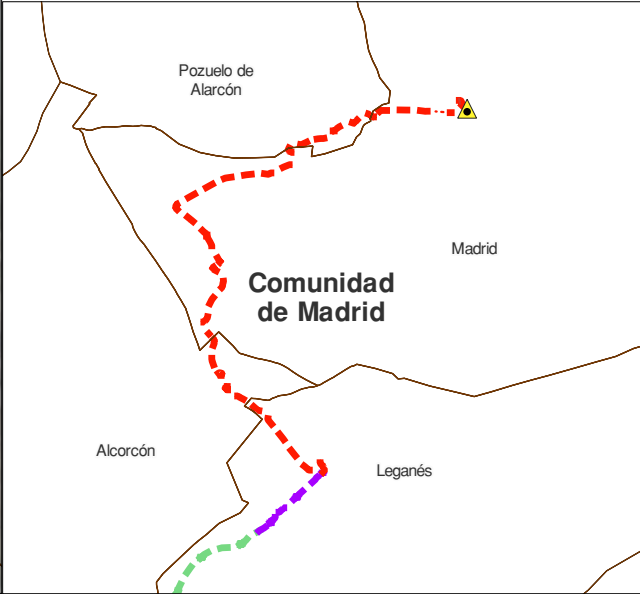 Pozuelo de
Alarcón
Madrid
Comunidad
de Madrid
Alcorcón
Leganés